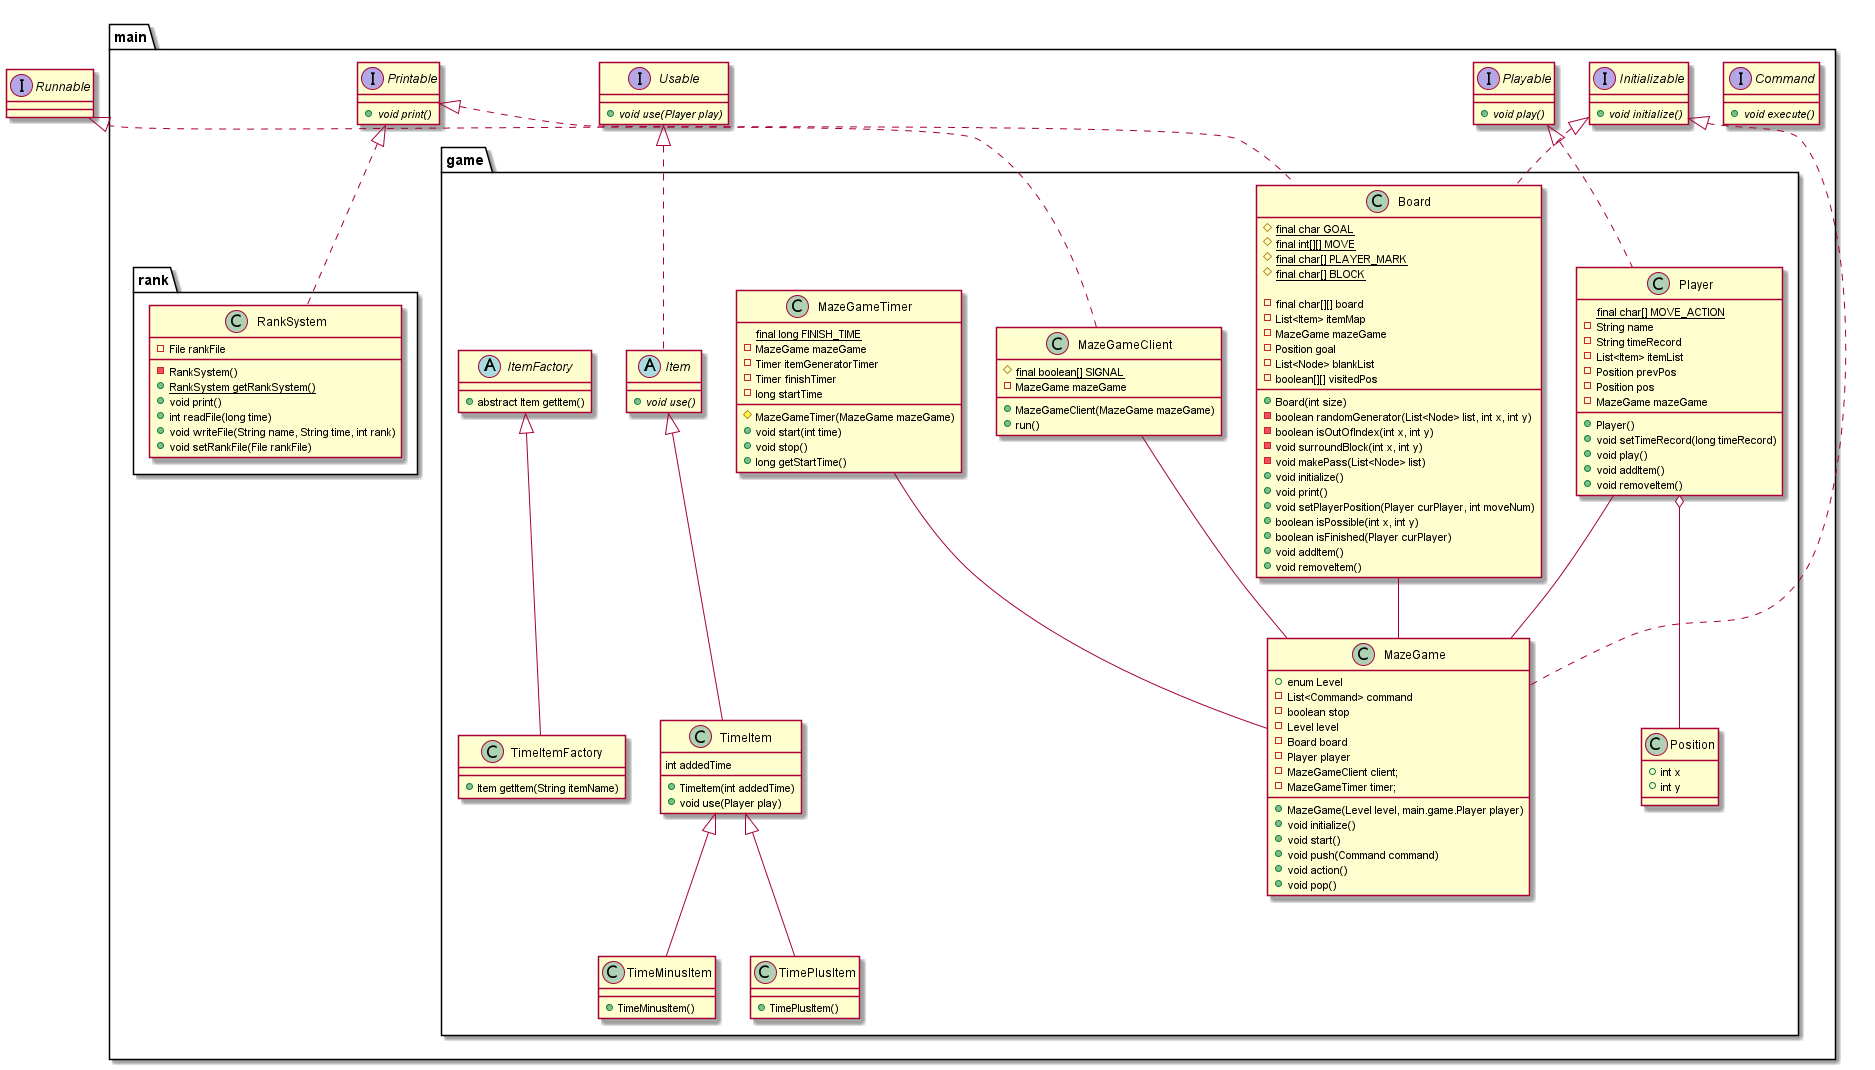 main
I Runnable
I Printable
void print()
I Usable
void use(Player play)
I Playable
void play()
I Initializable
void initialize()
I Command
void execute()
game
rank
C RankSystem
File rankFile
RankSystem()
RankSystem getRankSystem()
void print()
int readFile(long time)
void writeFile(String name, String time, int rank)
void setRankFile(File rankFile)
A ItemFactory
abstract Item getItem()
A Item
void use()
C MazeGameTimer
final long FINISH_TIME
MazeGame mazeGame
Timer itemGeneratorTimer
Timer finishTimer
long startTime
MazeGameTimer(MazeGame mazeGame)
void start(int time)
void stop()
long getStartTime()
C MazeGameClient
final boolean[] SIGNAL
MazeGame mazeGame
MazeGameClient(MazeGame mazeGame)
run()
C Board
final char GOAL
final int[][] MOVE
final char[] PLAYER_MARK
final char[] BLOCK
final char[][] board
List<Item> itemMap
MazeGame mazeGame
Position goal
List<Node> blankList
boolean[][] visitedPos
Board(int size)
boolean randomGenerator(List<Node> list, int x, int y)
boolean isOutOfIndex(int x, int y)
void surroundBlock(int x, int y)
void makePass(List<Node> list)
void initialize()
void print()
void setPlayerPosition(Player curPlayer, int moveNum)
boolean isPossible(int x, int y)
boolean isFinished(Player curPlayer)
void addItem()
void removeItem()
C Player
final char[] MOVE_ACTION
String name
String timeRecord
List<Item> itemList
Position prevPos
Position pos
MazeGame mazeGame
Player()
void setTimeRecord(long timeRecord)
void play()
void addItem()
void removeItem()
C TimeItemFactory
Item getItem(String itemName)
C TimeItem
int addedTime
TimeItem(int addedTime)
void use(Player play)
C MazeGame
enum Level
List<Command> command
boolean stop
Level level
Board board
Player player
MazeGameClient client;
MazeGameTimer timer;
MazeGame(Level level, main.game.Player player)
void initialize()
void start()
void push(Command command)
void action()
void pop()
C Position
int x
int y
C TimeMinusItem
TimeMinusItem()
C TimePlusItem
TimePlusItem()